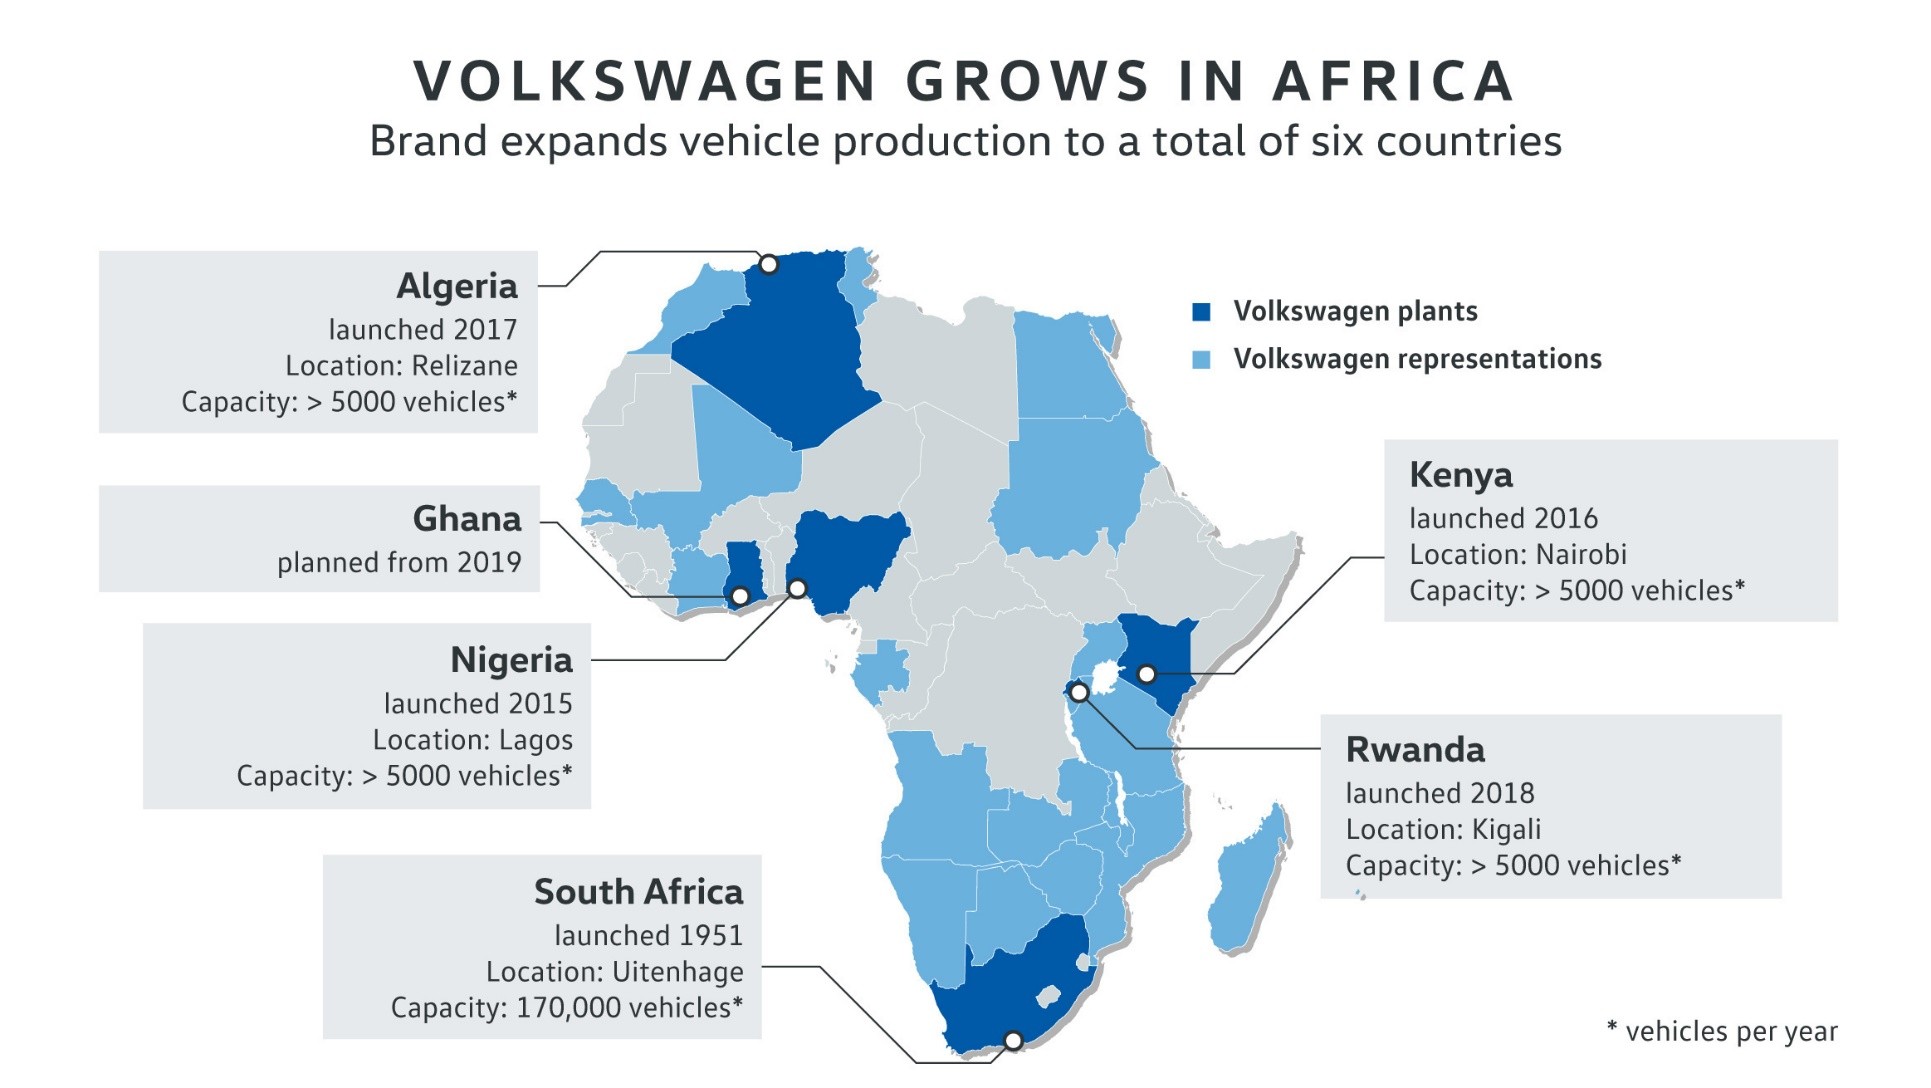 VOLKSWAGEN GROWS IN AFRICA
Brand expands vehicle production to a total of six countries
Algeria
launched 2017
Location: Relizane
Capacity: > 5000 vehicles*
Volkswagen plants
Volkswagen representations
Ghana
planned from 2019
Kenya
launched 2016
Location: Nairobi
Capacity: > 5000 vehicles*
Nigeria
launched 2015
Location: Lagos
Capacity: > 5000 vehicles*
Rwanda
launched 2018
Location: Kigali
Capacity: > 5000 vehicles*
South Africa
launched 1951
Location: Uitenhage
Capacity: 170,000 vehicles*
* vehicles per year